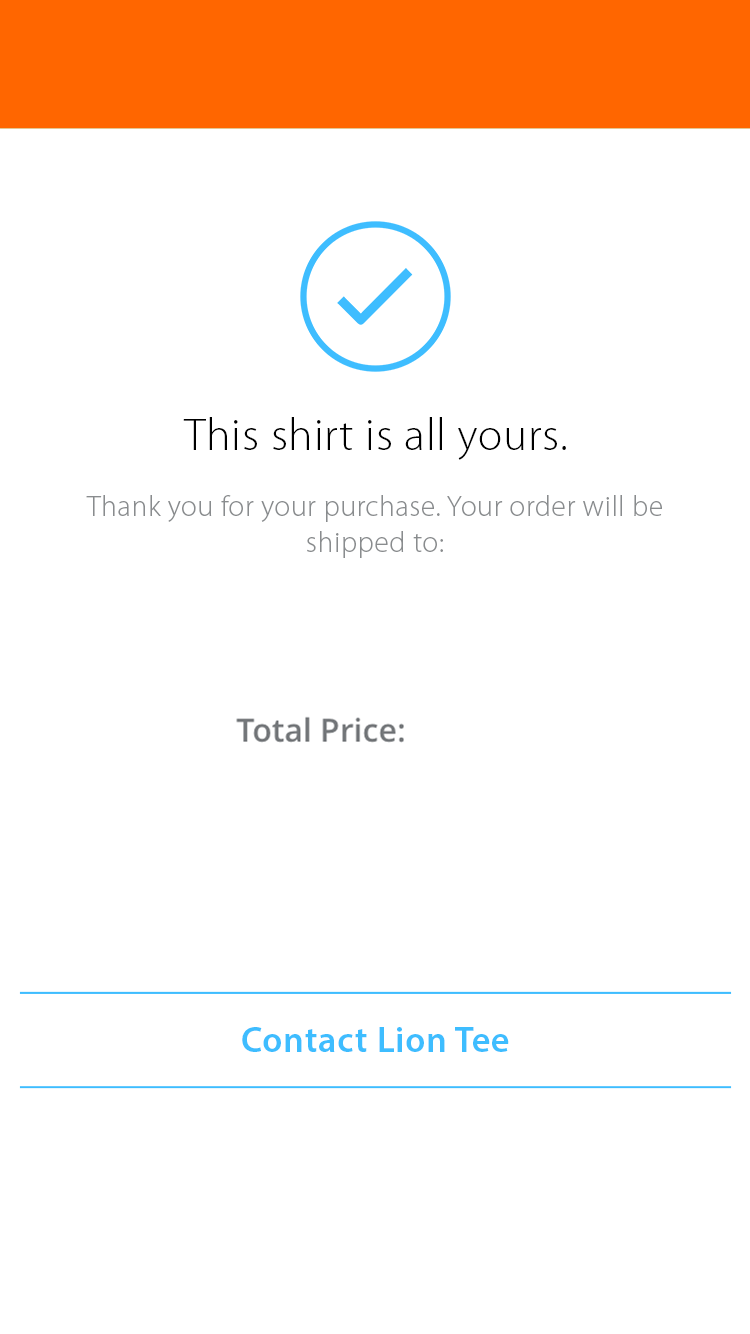 This shirt is all yours.
Thank you for your purchase. Your order will be
shipped to:
Total Price:
Contact Lion Tee